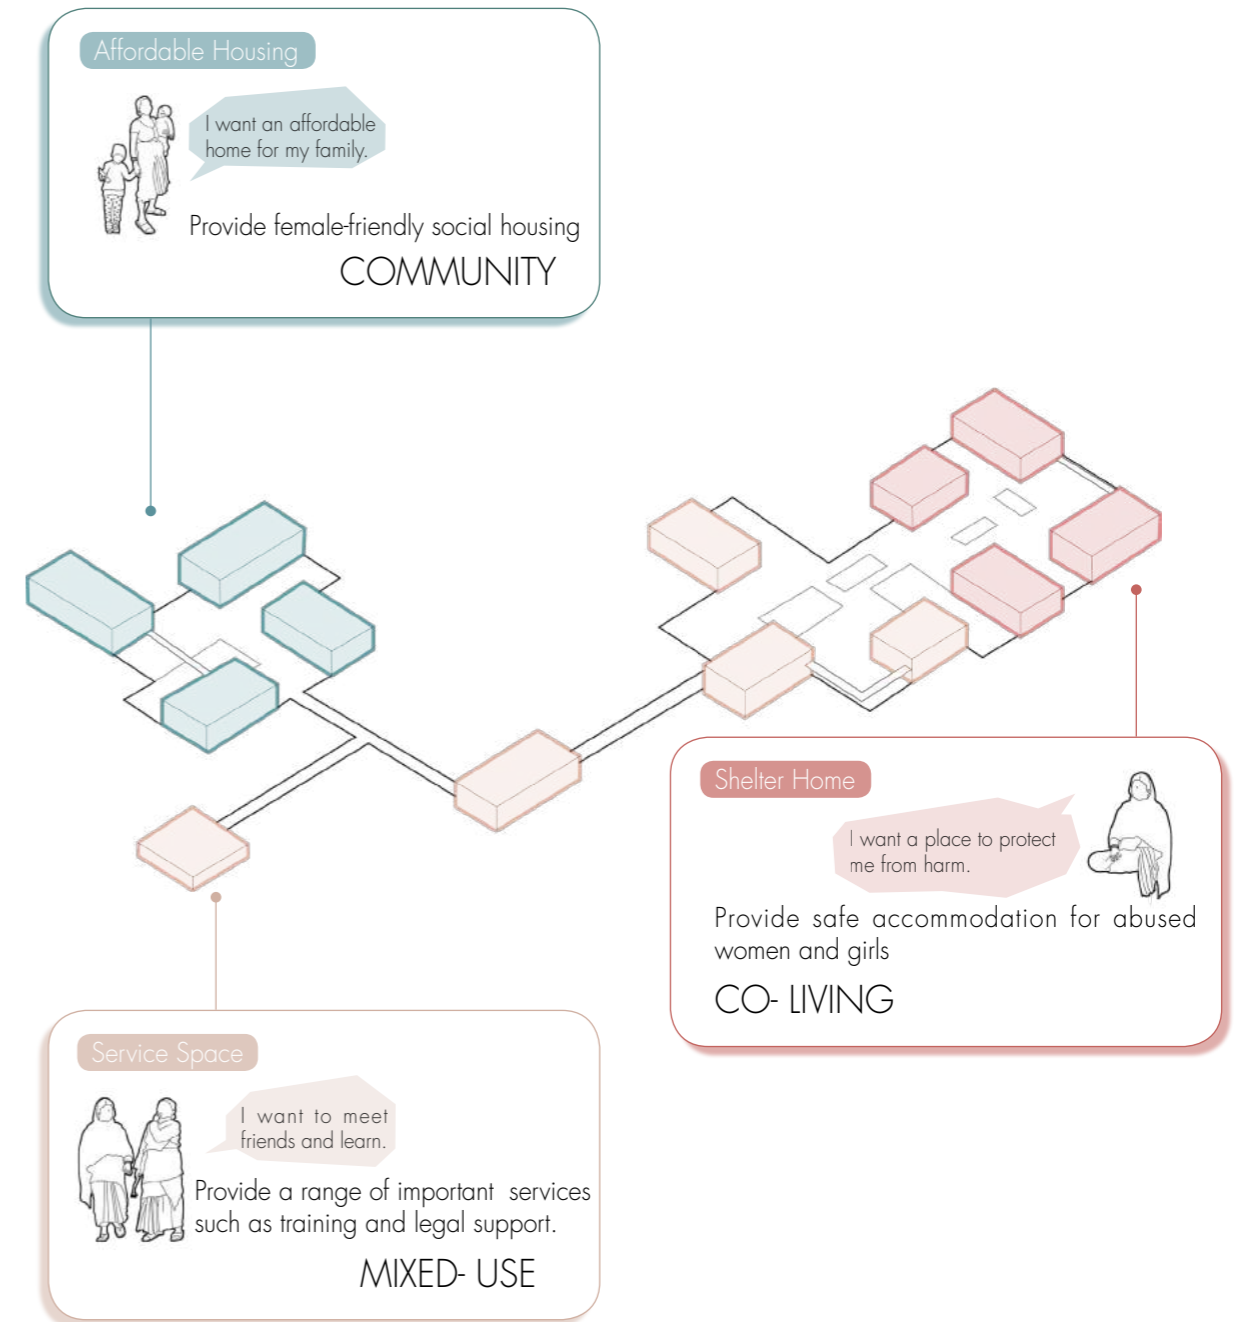 Affordable Housing
I want an affordable
home for my family.
Provide female-friendly social housing
COMMUNITY
Shelter Home
I want a place to protect
me from harm.
Provide safe accommodation for abused
women and girls
CO- LIVING
Service Space
I want to meet
friends and learn.
Provide a range of important services
such as training and legal support.
MIXED- USE